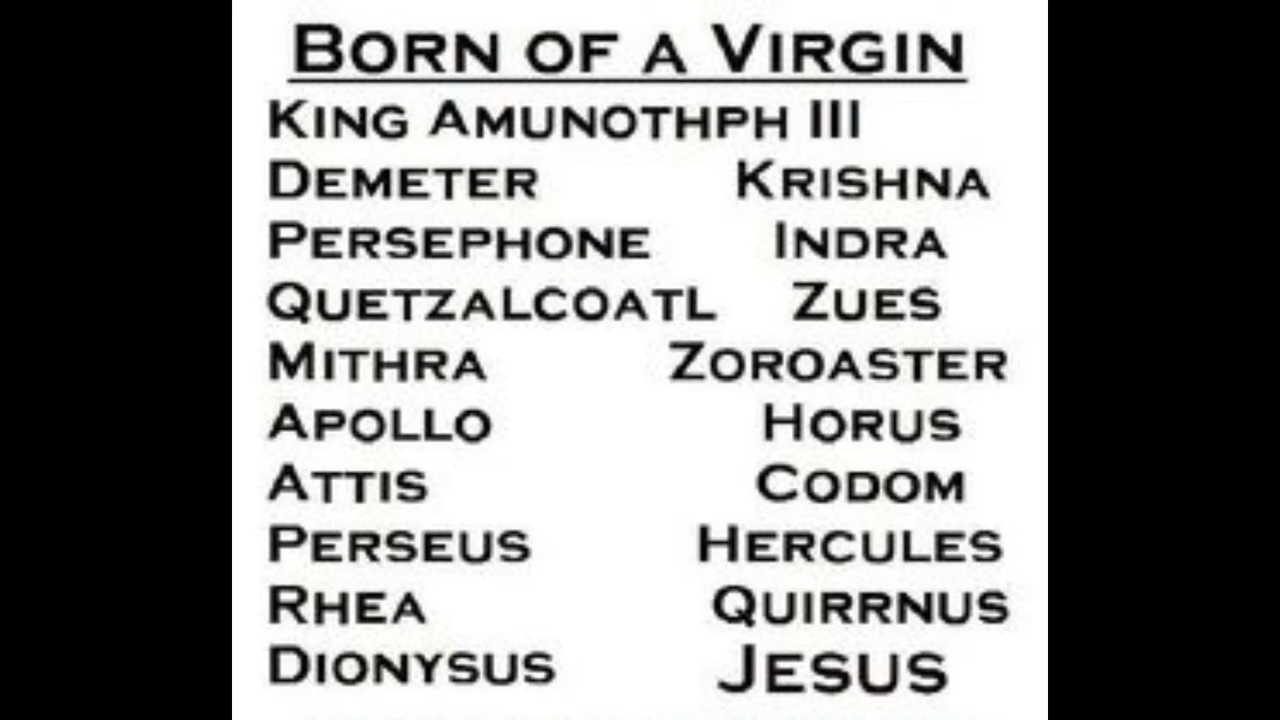 BORN OF A VIRGIN
KING AMUNOTHPH III
DEMETER KRISHNA
PERSEPHONE INDRA
QUETZALCOATL ZUES
MITHRA ZOROASTER
APOLLO HORUS
ATTIS CODOM
PERSEUS HERCULES
RHEA QUIRRNUS
DIONYSUS JESUS